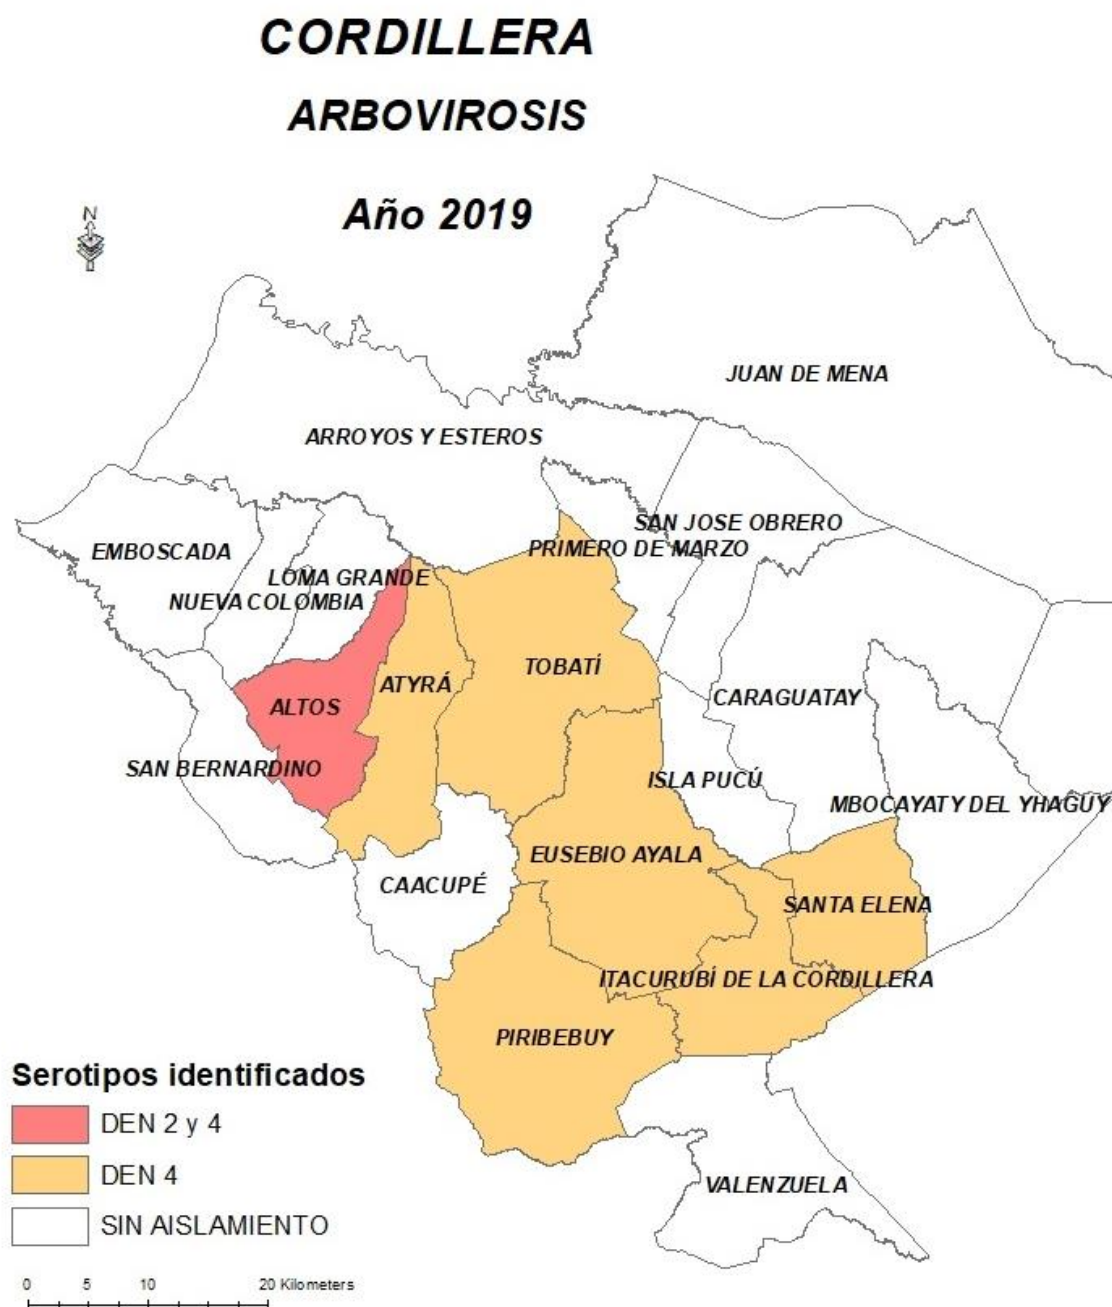 CORDILLERA
ARBOVIROSIS
Año 2019
N
JUAN DE MENA
ARROYOS Y ESTEROS
SAN JOSE OBRERO
EMBOSCADA
PRIMERO DE MARZO
LOMA GRANDE
NUEVA COLOMBIA
TOBATÍ
ATYRÁ
CARAGUATAY
ALTOS
SAN BERNARDINO
ISLA PUCÚ
MBOCAYATY DEL YHAGUY
EUSEBIO AYALA
CAACUPÉ
SANTA ELENA
ITACURUBÍ DE LA CORDILLERA
PIRIBEBUY
VALENZUELA
Serotipos identificados
DEN 2 y 4
DEN 4
SIN AISLAMIENTO
0 5 10 20 Kilometers